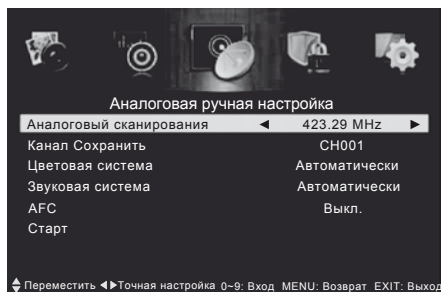 Аналоговая ручная настройка
Аналоговый сканирования ◄ 423.29 MHz ►
Канал Сохранить CH001
Цветовая система Автоматически
Звуковая система Автоматически
AFC Выкл.
Старт
Переместить ◄►Точная настройка 0~9: Вход MENU: Возврат EXIT: Выход